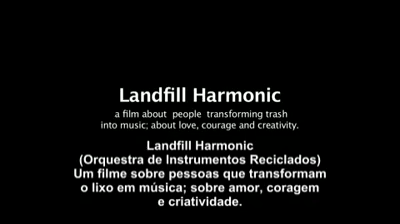 Landfill Harmonic
a film about people transforming trash
into music; about love, courage and creativity.
Landfill Harmonic
(Orquestra de Instrumentos Reciclados)
Um filme sobre pessoas que transformam
o lixo em música; sobre amor, coragem
e criatividade.